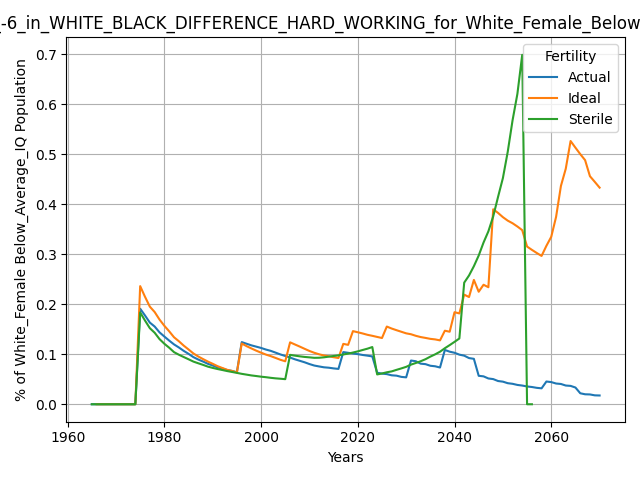 -6_in_WHITE_BLACK_DIFFERENCE_HARD_WORKING_for_White_Female_Below
% of White_Female Below_Average_IQ Population
0.7
0.6
0.5
0.4
0.3
0.2
0.1
0.0
Fertility
Actual
Ideal
Sterile
1960
1980
2000
2020
2040
2060
Years